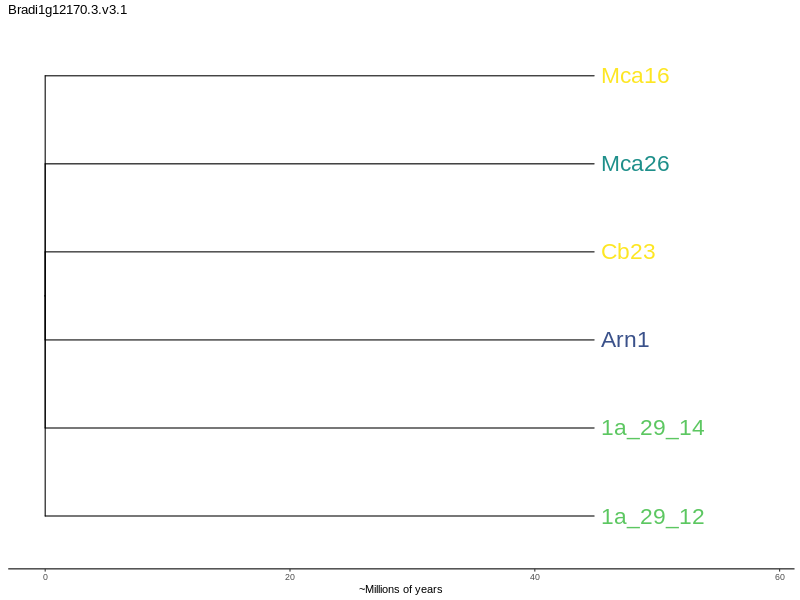 Bradi1g12170.3.v3.1
Mca16
Mca26
Cb23
Arn1
1a_29_14
1a_29_12
0 20 40 60
~Millions of years